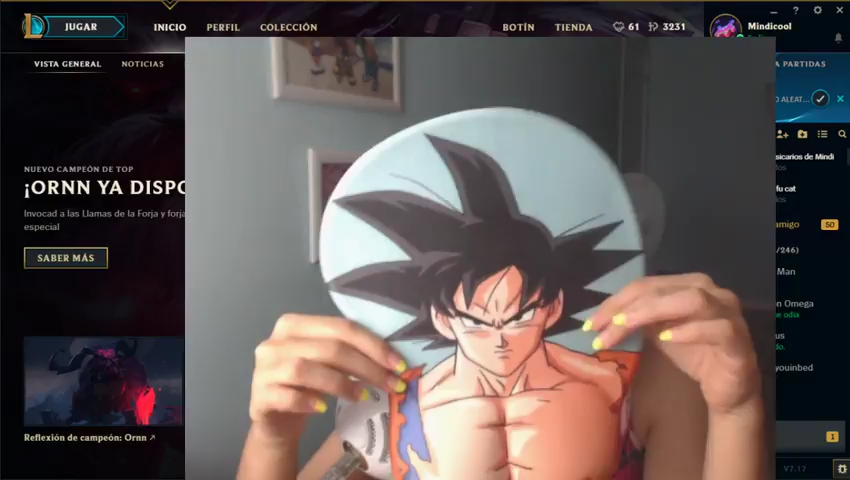 JUGAR
INICIO
PERFIL
COLECCIÓN
BOTÍN
TIENDA
61
3231
Mindicool
VISTA GENERAL
NOTICIAS
A PARTIDAS
O ALEAT...
sicarios de Mindi
fu cat
NUEVO CAMPEÓN DE TOP
¡ORNN YA DISPO
Invocad a las Llamas de la Forja y forja
especial
SABER MÁS
amigo
50
/246)
Man
on Omega
e odia
us
do.
youinbed
Reflexión de campeón: Ornn
1
V7.17